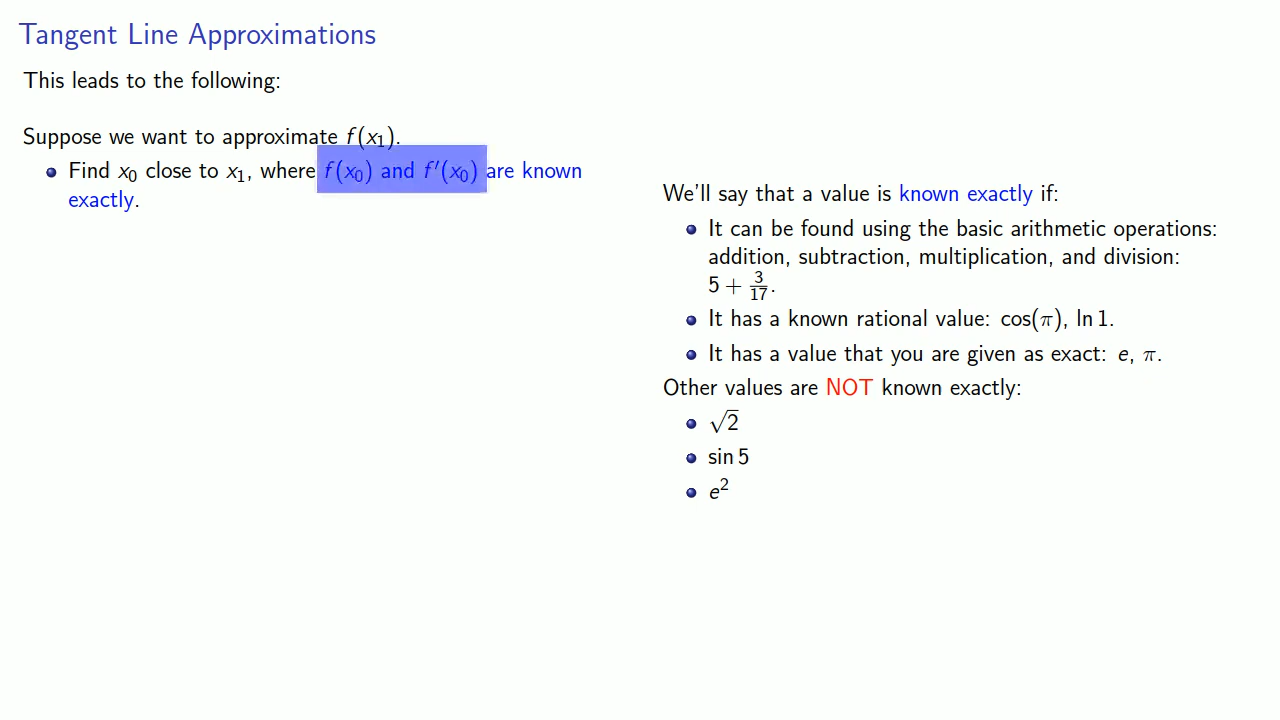 Tangent Line Approximations
This leads to the following:
Suppose we want to approximate f(x₁).
• Find x₀ close to x₁, where f(x₀) and f′(x₀) are known
exactly.
We'll say that a value is known exactly if:
• It can be found using the basic arithmetic operations:
addition, subtraction, multiplication, and division:
5 + 3/17.
• It has a known rational value: cos(π), ln 1.
• It has a value that you are given as exact: e, π.
Other values are NOT known exactly:
• √2
• sin 5
• e²